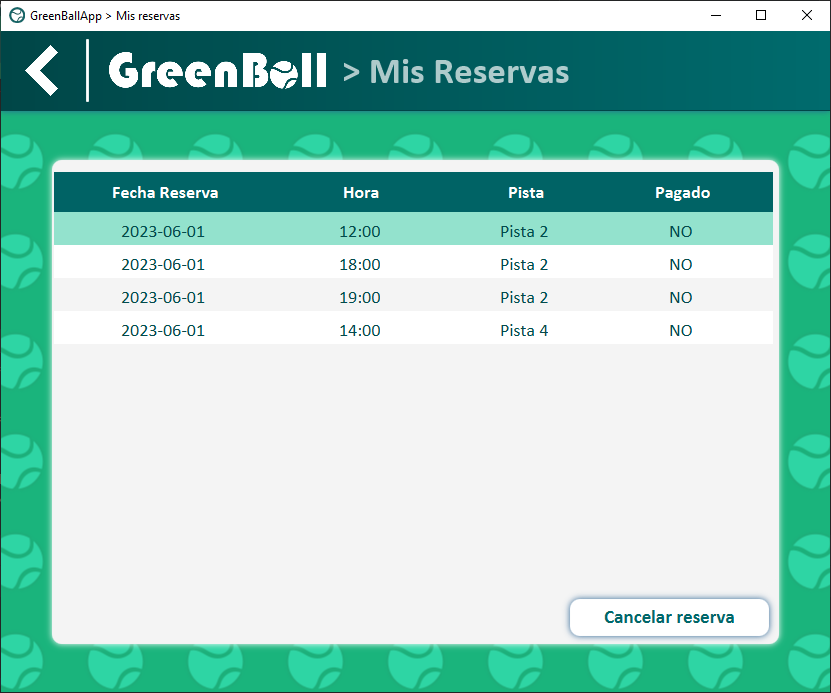 GreenBallApp > Mis reservas
GreenBall > Mis Reservas
Fecha Reserva Hora Pista Pagado
2023-06-01 12:00 Pista 2 NO
2023-06-01 18:00 Pista 2 NO
2023-06-01 19:00 Pista 2 NO
2023-06-01 14:00 Pista 4 NO
Cancelar reserva